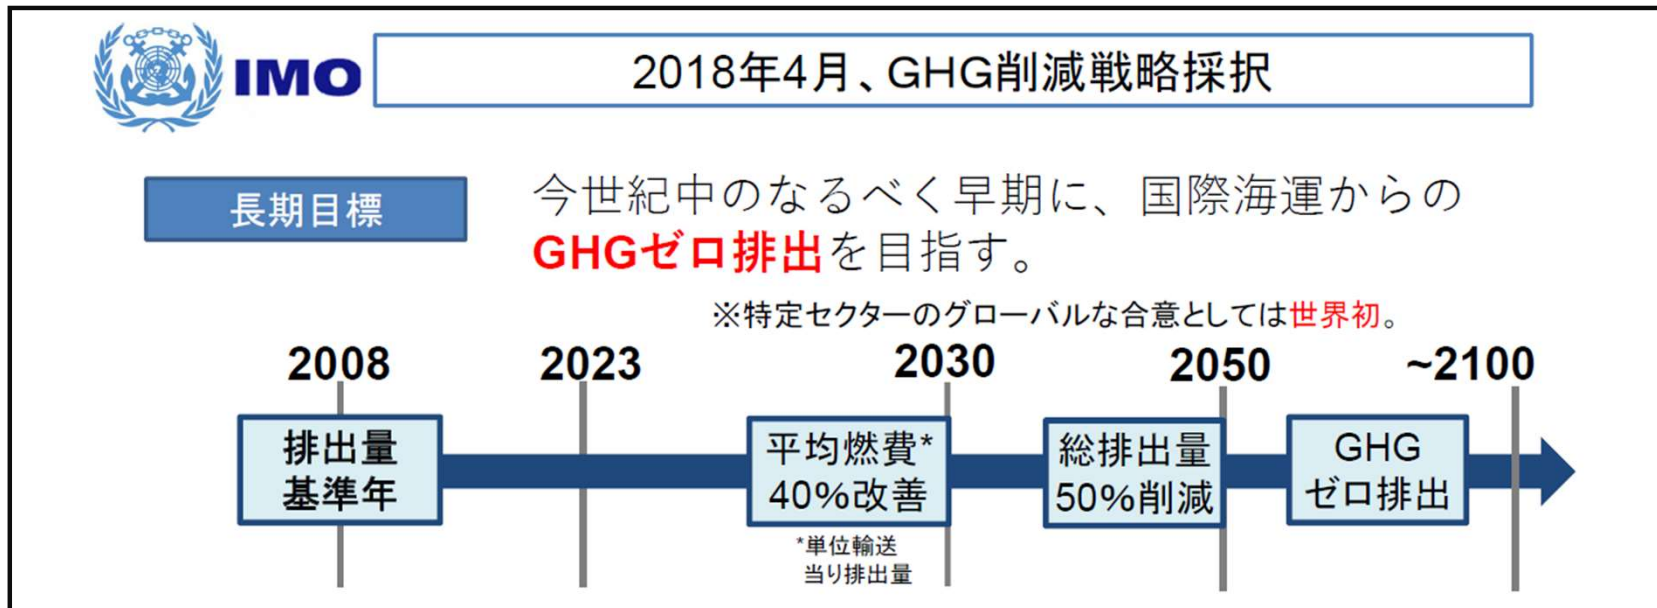 IMO
2018年4月、GHG削減戦略採択
長期目標
今世紀中のなるべく早期に、国際海運からの
GHGゼロ排出を目指す。
※特定セクターのグローバルな合意としては世界初。
2008
2023
2030
2050
~2100
排出量
基準年
平均燃費*
40%改善
*単位輸送
当り排出量
総排出量
50%削減
GHG
ゼロ排出